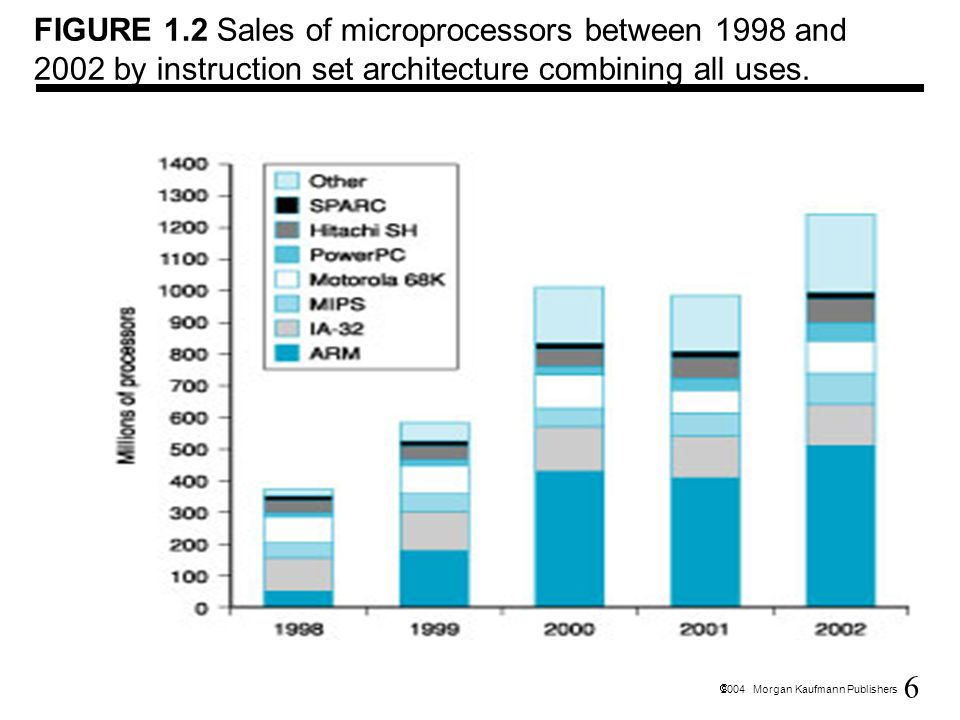 FIGURE 1.2 Sales of microprocessors between 1998 and
2002 by instruction set architecture combining all uses.
1400
1300
1200
1100
1000
900
800
700
600
500
400
300
200
100
0
Millions of processors
Other
SPARC
Hitachi SH
PowerPC
Motorola 68K
MIPS
IA-32
ARM
1998 1999 2000 2001 2002
©2004 Morgan Kaufmann Publishers 6